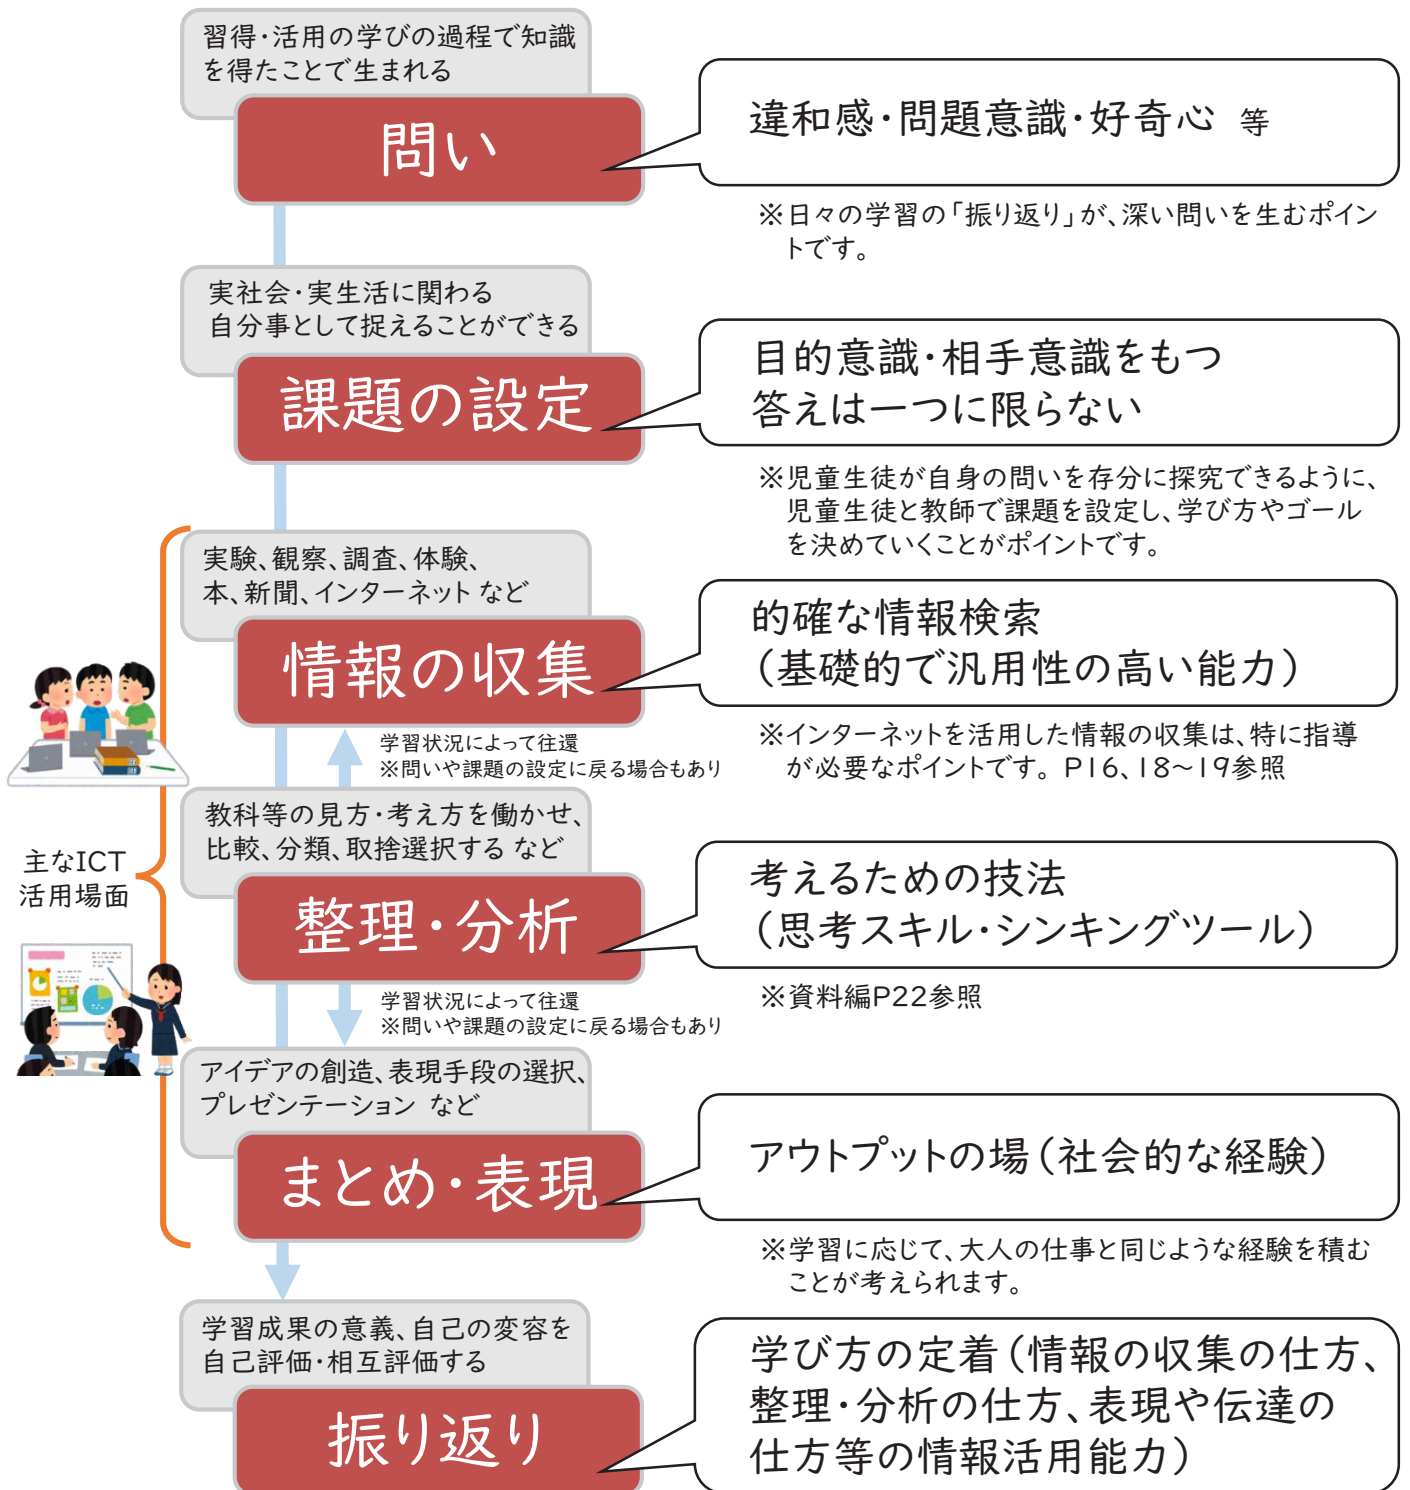 習得・活用の学びの過程で知識
を得たことで生まれる
問い
違和感・問題意識・好奇心 等
※日々の学習の「振り返り」が、深い問いを生むポイン
トです。
実社会・実生活に関わる
自分事として捉えることができる
課題の設定
目的意識・相手意識をもつ
答えは一つに限らない
※児童生徒が自身の問いを存分に探究できるように、
児童生徒と教師で課題を設定し、学び方やゴール
を決めていくことがポイントです。
実験、観察、調査、体験、
本、新聞、インターネット など
情報の収集
的確な情報検索
（基礎的で汎用性の高い能力）
※インターネットを活用した情報の収集は、特に指導
が必要なポイントです。P16、18～19参照
学習状況によって往還
※問いや課題の設定に戻る場合もあり
教科等の見方・考え方を働かせ、
比較、分類、取捨選択する など
主なICT
活用場面
整理・分析
考えるための技法
（思考スキル・シンキングツール）
※資料編P22参照
学習状況によって往還
※問いや課題の設定に戻る場合もあり
アイデアの創造、表現手段の選択、
プレゼンテーション など
まとめ・表現
アウトプットの場（社会的な経験）
※学習に応じて、大人の仕事と同じような経験を積む
ことが考えられます。
学習成果の意義、自己の変容を
自己評価・相互評価する
振り返り
学び方の定着（情報の収集の仕方、
整理・分析の仕方、表現や伝達の
仕方等の情報活用能力）